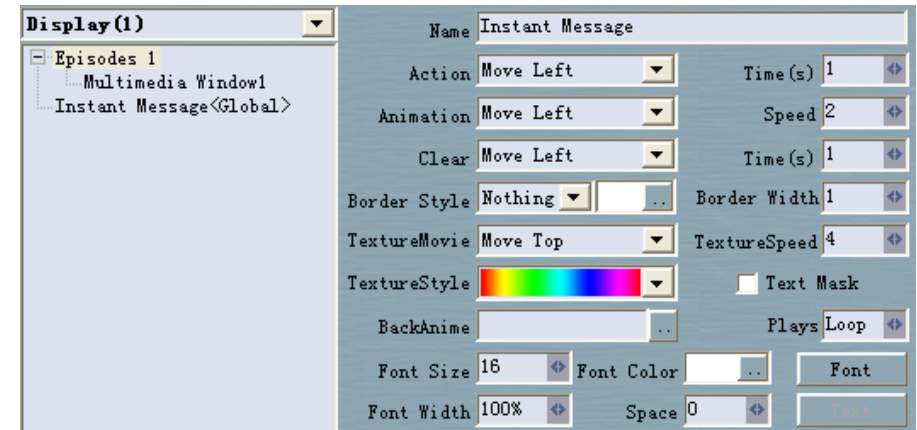 Display(1)
Episodes 1
Multimedia Window1
Instant Message<Global>
Name Instant Message
Action Move Left Time(s) 1
Animation Move Left Speed 2
Clear Move Left Time(s) 1
Border Style Nothing .. Border Width 1
TextureMovie Move Top TextureSpeed 4
TextureStyle Text Mask
BackAnime .. Plays Loop
Font Size 16 Font Color .. Font
Font Width 100% Space 0 Text